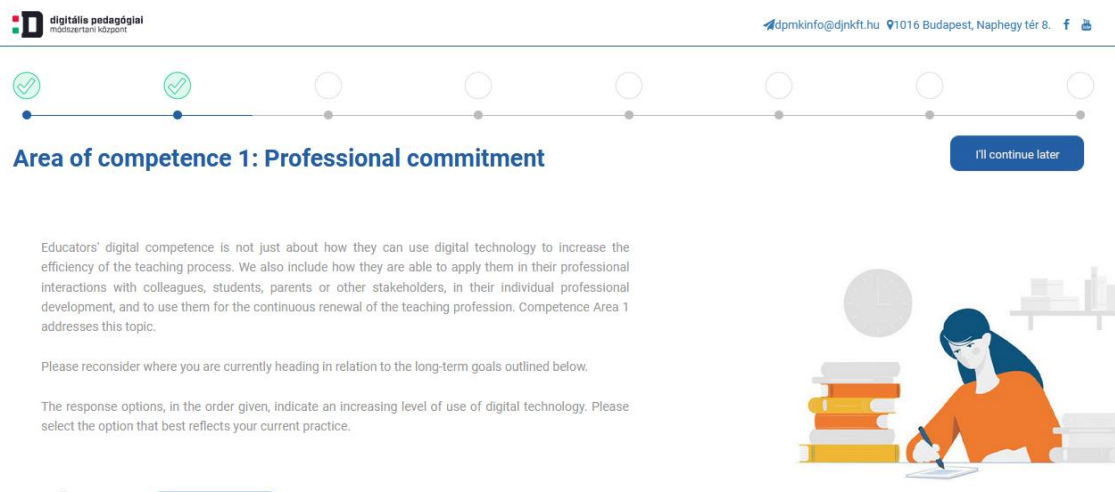 digitális pedagógiai
módszertani központ
dpmkinfo@djnkft.hu 1016 Budapest, Naphegy tér 8.
Area of competence 1: Professional commitment
I'll continue later
Educators' digital competence is not just about how they can use digital technology to increase the
efficiency of the teaching process. We also include how they are able to apply them in their professional
interactions with colleagues, students, parents or other stakeholders, in their individual professional
development, and to use them for the continuous renewal of the teaching profession. Competence Area 1
addresses this topic.
Please reconsider where you are currently heading in relation to the long-term goals outlined below.
The response options, in the order given, indicate an increasing level of use of digital technology. Please
select the option that best reflects your current practice.